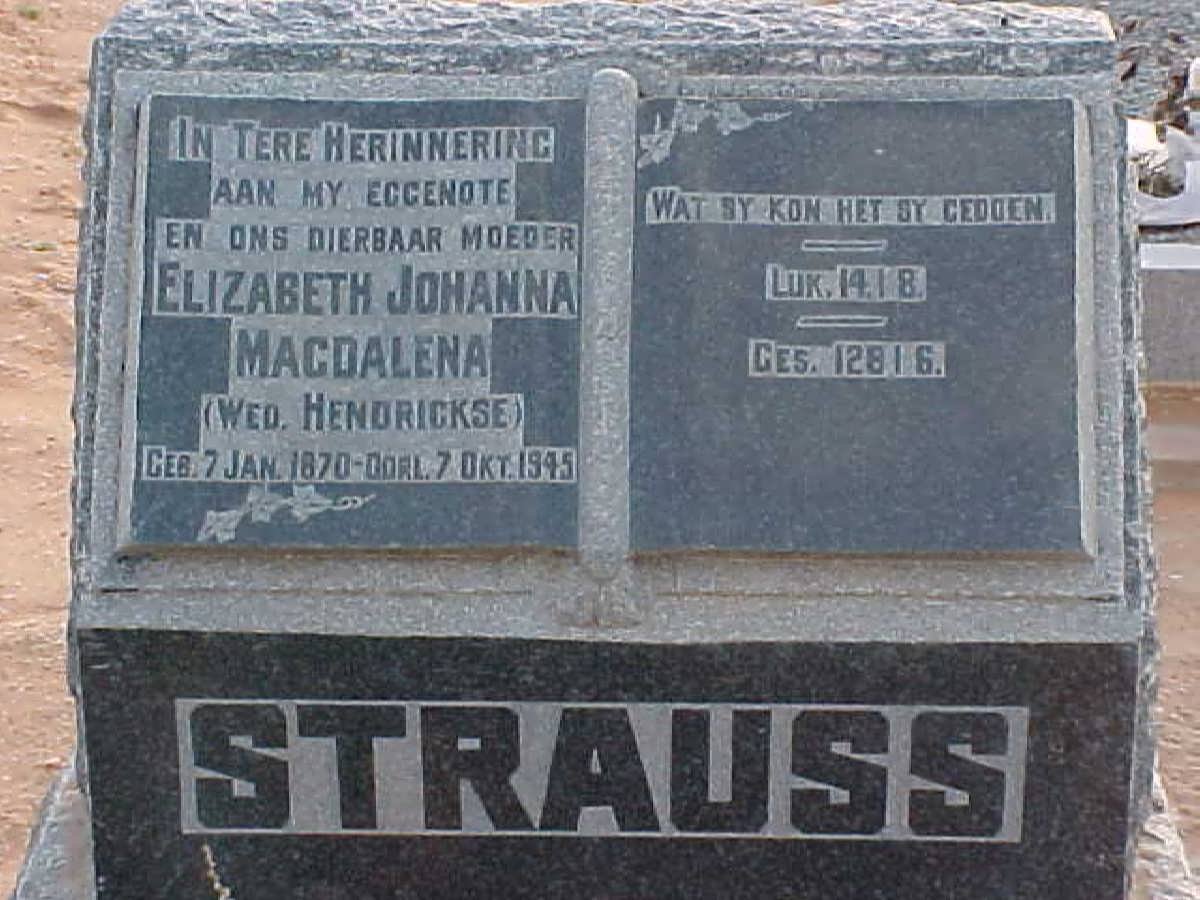 In Tere Herinnering
aan my eggenote
en ons dierbaar moeder
Elizabeth Johanna
Magdalena
(Wed. Hendrickse)
Geb. 7 Jan. 1870-Oorl. 7 Okt. 1945
Wat sy kon het sy gedoen.
Luk. 14:8.
Ges. 128:6.
STRAUSS